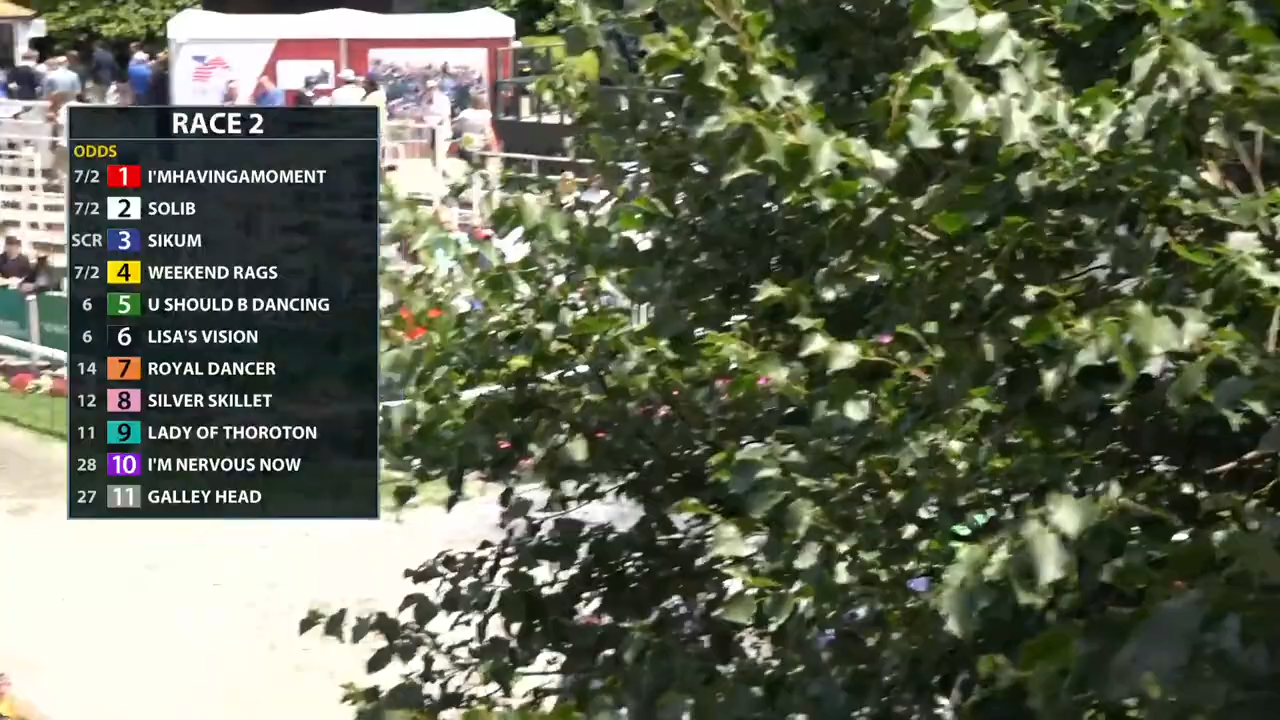 RACE 2
ODDS
7/2 1 I'MHAVINGAMOMENT
7/2 2 SOLIB
SCR 3 SIKUM
7/2 4 WEEKEND RAGS
6 5 U SHOULD B DANCING
6 6 LISA'S VISION
14 7 ROYAL DANCER
12 8 SILVER SKILLET
11 9 LADY OF THOROTON
28 10 I'M NERVOUS NOW
27 11 GALLEY HEAD